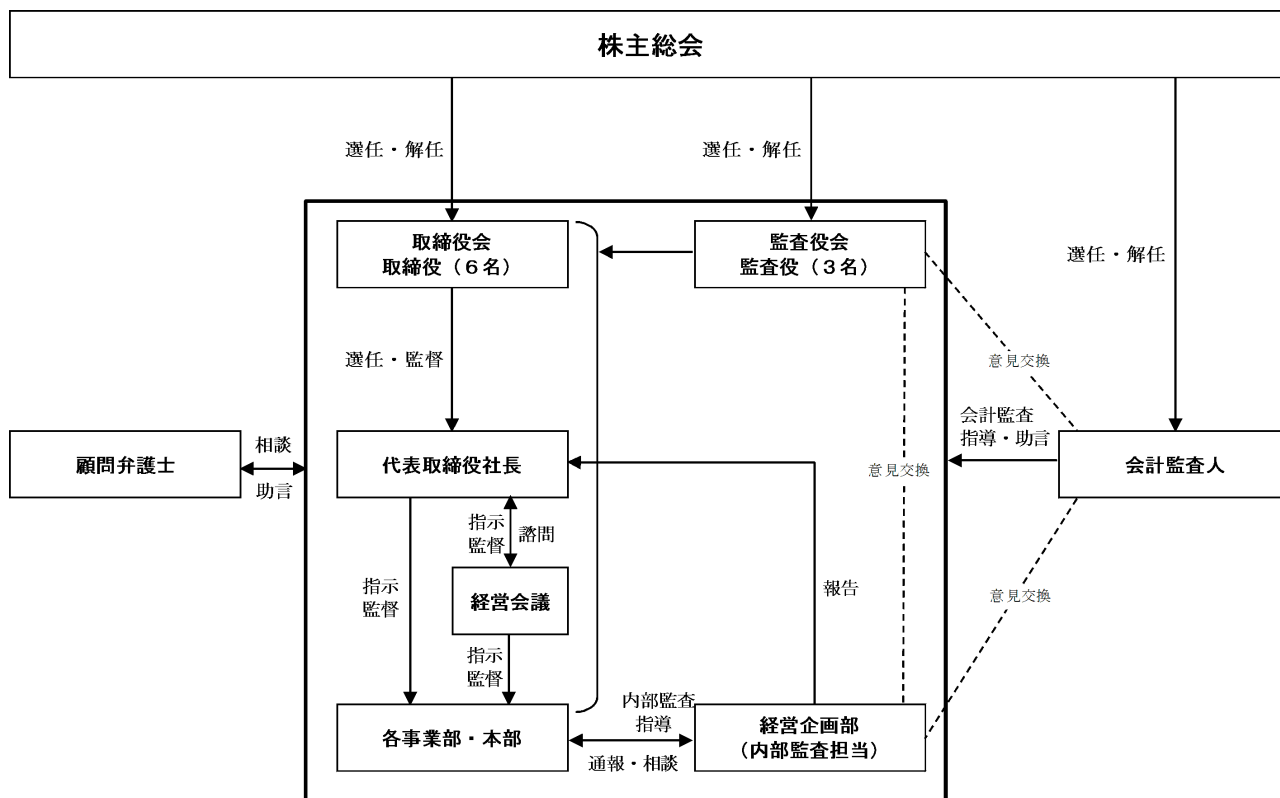 株主総会
選任・解任
選任・解任
選任・解任
取締役会
取締役（６名）
監査役会
監査役（３名）
選任・監督
意見交換
会計監査
指導・助言
顧問弁護士
相談
助言
代表取締役社長
意見交換
会計監査人
指示
監督
諮問
指示
監督
経営会議
報告
意見交換
指示
監督
内部監査
指導
各事業部・本部
通報・相談
経営企画部
（内部監査担当）